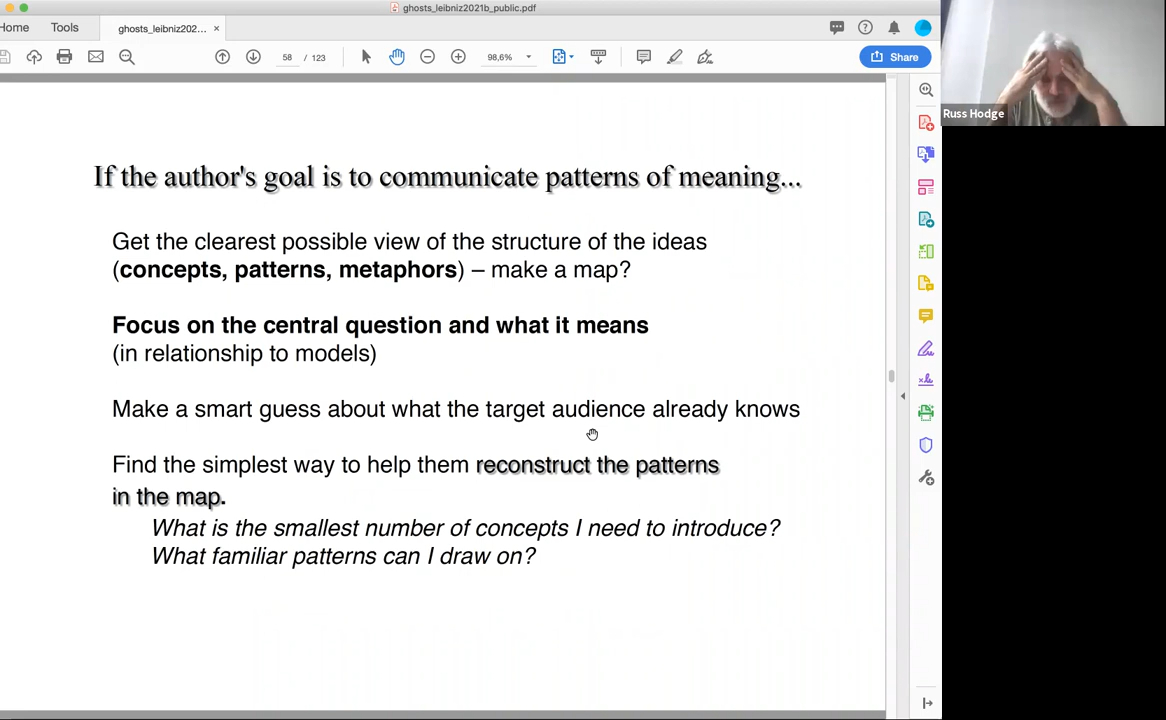 ghosts_leibniz2021b_public.pdf
Home
Tools
ghosts_leibniz202...
58 / 123
98,6%
Share
Russ Hodge
If the author's goal is to communicate patterns of meaning...
Get the clearest possible view of the structure of the ideas
(concepts, patterns, metaphors) – make a map?
Focus on the central question and what it means
(in relationship to models)
Make a smart guess about what the target audience already knows
Find the simplest way to help them reconstruct the patterns
in the map.
What is the smallest number of concepts I need to introduce?
What familiar patterns can I draw on?